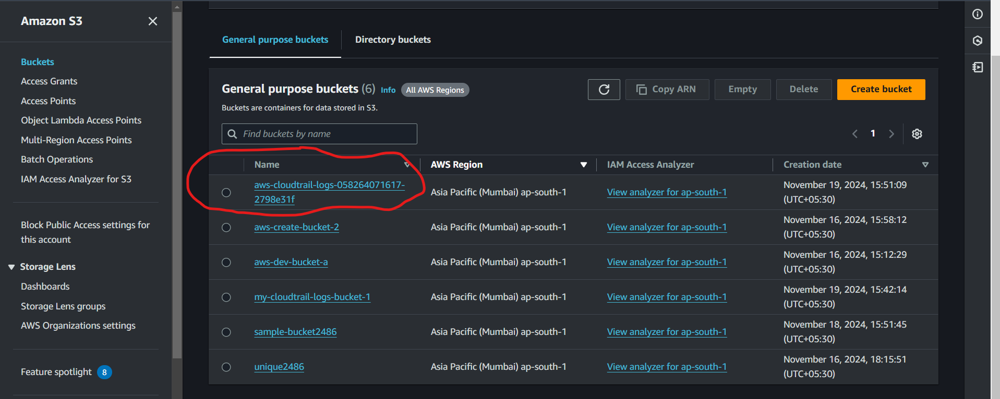 Amazon S3
Buckets
Access Grants
Access Points
Object Lambda Access Points
Multi-Region Access Points
Batch Operations
IAM Access Analyzer for S3
Block Public Access settings for
this account
Storage Lens
Dashboards
Storage Lens groups
AWS Organizations settings
Feature spotlight 8
General purpose buckets Directory buckets
General purpose buckets (6) Info All AWS Regions
Buckets are containers for data stored in S3.
Copy ARN Empty Delete Create bucket
Find buckets by name
1
Name AWS Region IAM Access Analyzer Creation date
aws-cloudtrail-logs-058264071617-
2798e31f
Asia Pacific (Mumbai) ap-south-1 View analyzer for ap-south-1
November 19, 2024, 15:51:09
(UTC+05:30)
aws-create-bucket-2 Asia Pacific (Mumbai) ap-south-1 View analyzer for ap-south-1
November 16, 2024, 15:58:12
(UTC+05:30)
aws-dev-bucket-a Asia Pacific (Mumbai) ap-south-1 View analyzer for ap-south-1
November 16, 2024, 15:12:29
(UTC+05:30)
my-cloudtrail-logs-bucket-1 Asia Pacific (Mumbai) ap-south-1 View analyzer for ap-south-1
November 19, 2024, 15:42:14
(UTC+05:30)
sample-bucket2486 Asia Pacific (Mumbai) ap-south-1 View analyzer for ap-south-1
November 18, 2024, 15:51:45
(UTC+05:30)
unique2486 Asia Pacific (Mumbai) ap-south-1 View analyzer for ap-south-1
November 16, 2024, 18:15:51
(UTC+05:30)